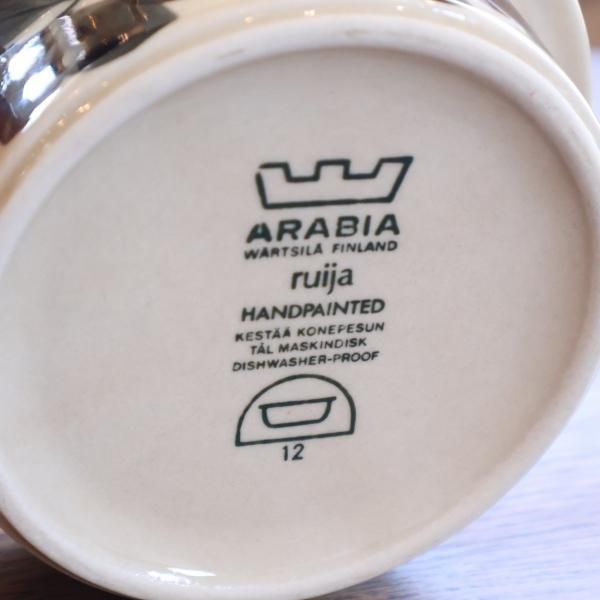 ARABIA
WÄRTSILÄ FINLAND
ruija
HANDPAINTED
KESTÄÄ KONEPESUN
TÅL MASKINDISK
DISHWASHER-PROOF
12